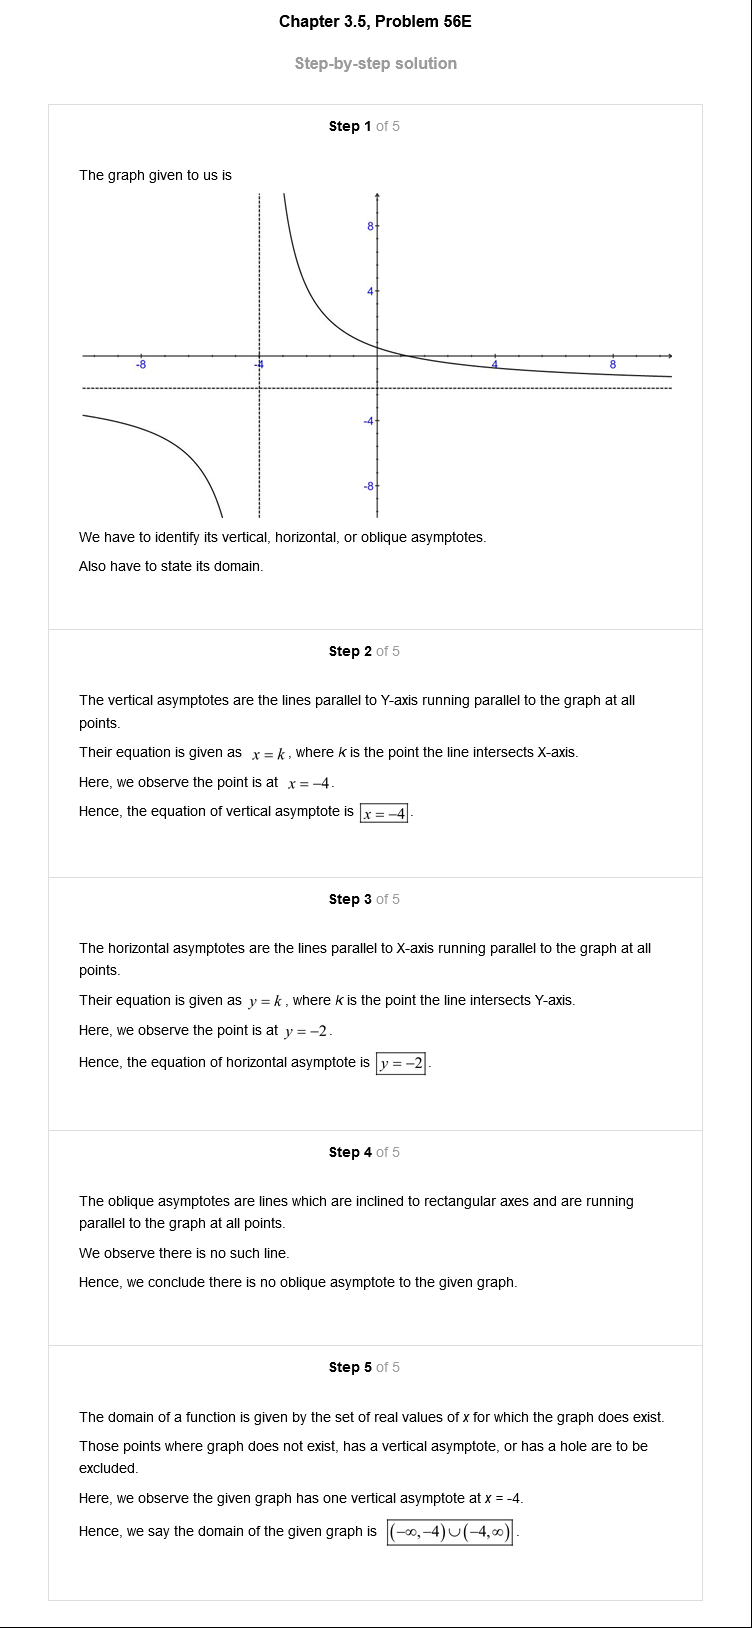 Chapter 3.5, Problem 56E
Step-by-step solution
Step 1 of 5
The graph given to us is
8
4
-8
-4
4
8
-4
-8
We have to identify its vertical, horizontal, or oblique asymptotes.
Also have to state its domain.
Step 2 of 5
The vertical asymptotes are the lines parallel to Y-axis running parallel to the graph at all
points.
Their equation is given as x = k, where k is the point the line intersects X-axis.
Here, we observe the point is at x = −4.
Hence, the equation of vertical asymptote is x = −4.
Step 3 of 5
The horizontal asymptotes are the lines parallel to X-axis running parallel to the graph at all
points.
Their equation is given as y = k, where k is the point the line intersects Y-axis.
Here, we observe the point is at y = −2.
Hence, the equation of horizontal asymptote is y = −2.
Step 4 of 5
The oblique asymptotes are lines which are inclined to rectangular axes and are running
parallel to the graph at all points.
We observe there is no such line.
Hence, we conclude there is no oblique asymptote to the given graph.
Step 5 of 5
The domain of a function is given by the set of real values of x for which the graph does exist.
Those points where graph does not exist, has a vertical asymptote, or has a hole are to be
excluded.
Here, we observe the given graph has one vertical asymptote at x = -4.
Hence, we say the domain of the given graph is (−∞,−4)∪(−4,∞).